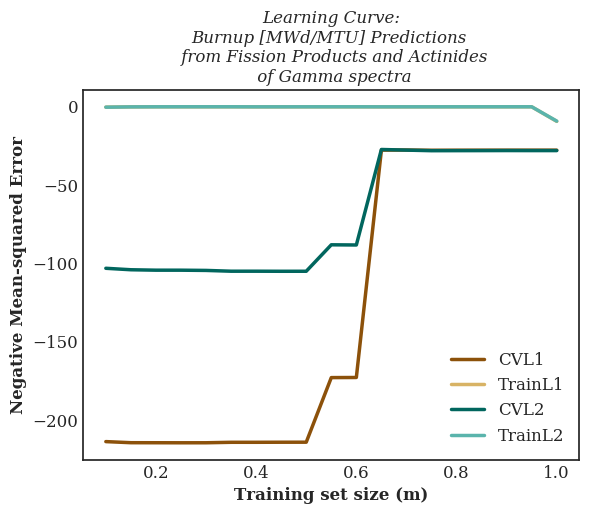 Learning Curve:
Burnup [MWd/MTU] Predictions
from Fission Products and Actinides
of Gamma spectra
Negative Mean-squared Error
0
−50
−100
−150
−200
CVL1
TrainL1
CVL2
TrainL2
0.2
0.4
0.6
0.8
1.0
Training set size (m)